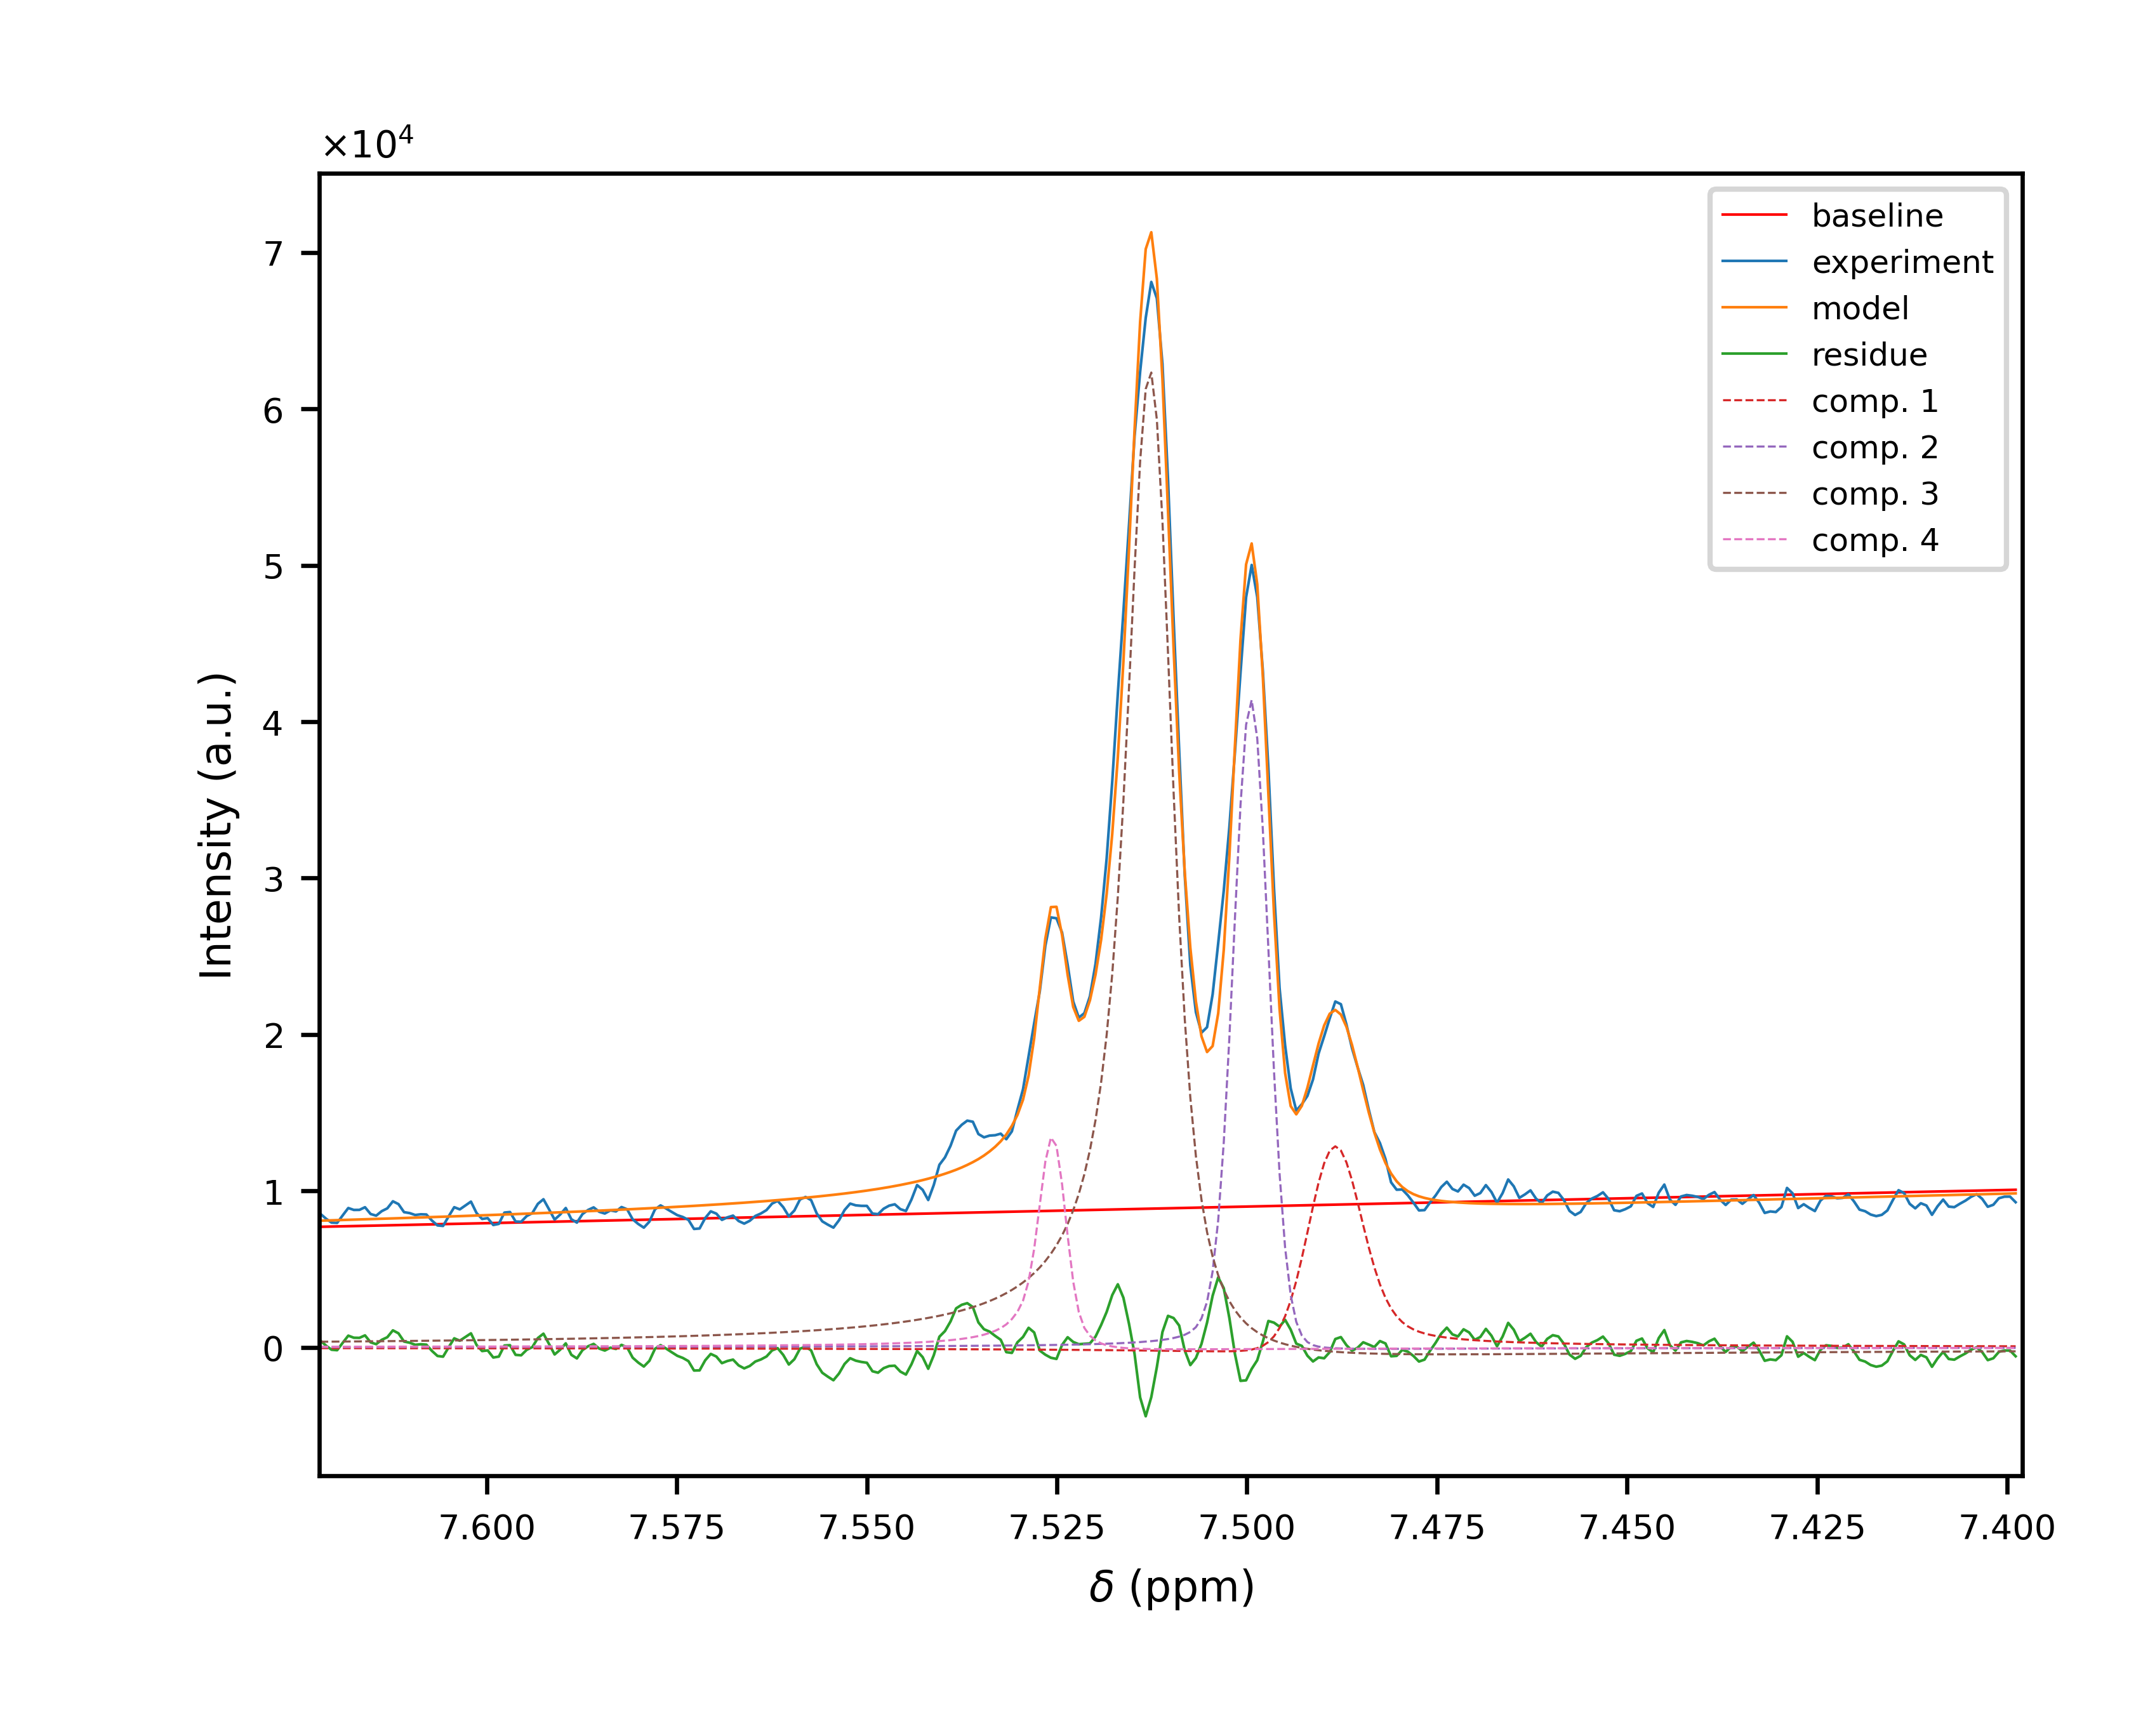 ×10⁴
7
6
5
4
3
2
1
0
Intensity (a.u.)
baseline
experiment
model
residue
comp. 1
comp. 2
comp. 3
comp. 4
7.600 7.575 7.550 7.525 7.500 7.475 7.450 7.425 7.400
δ (ppm)